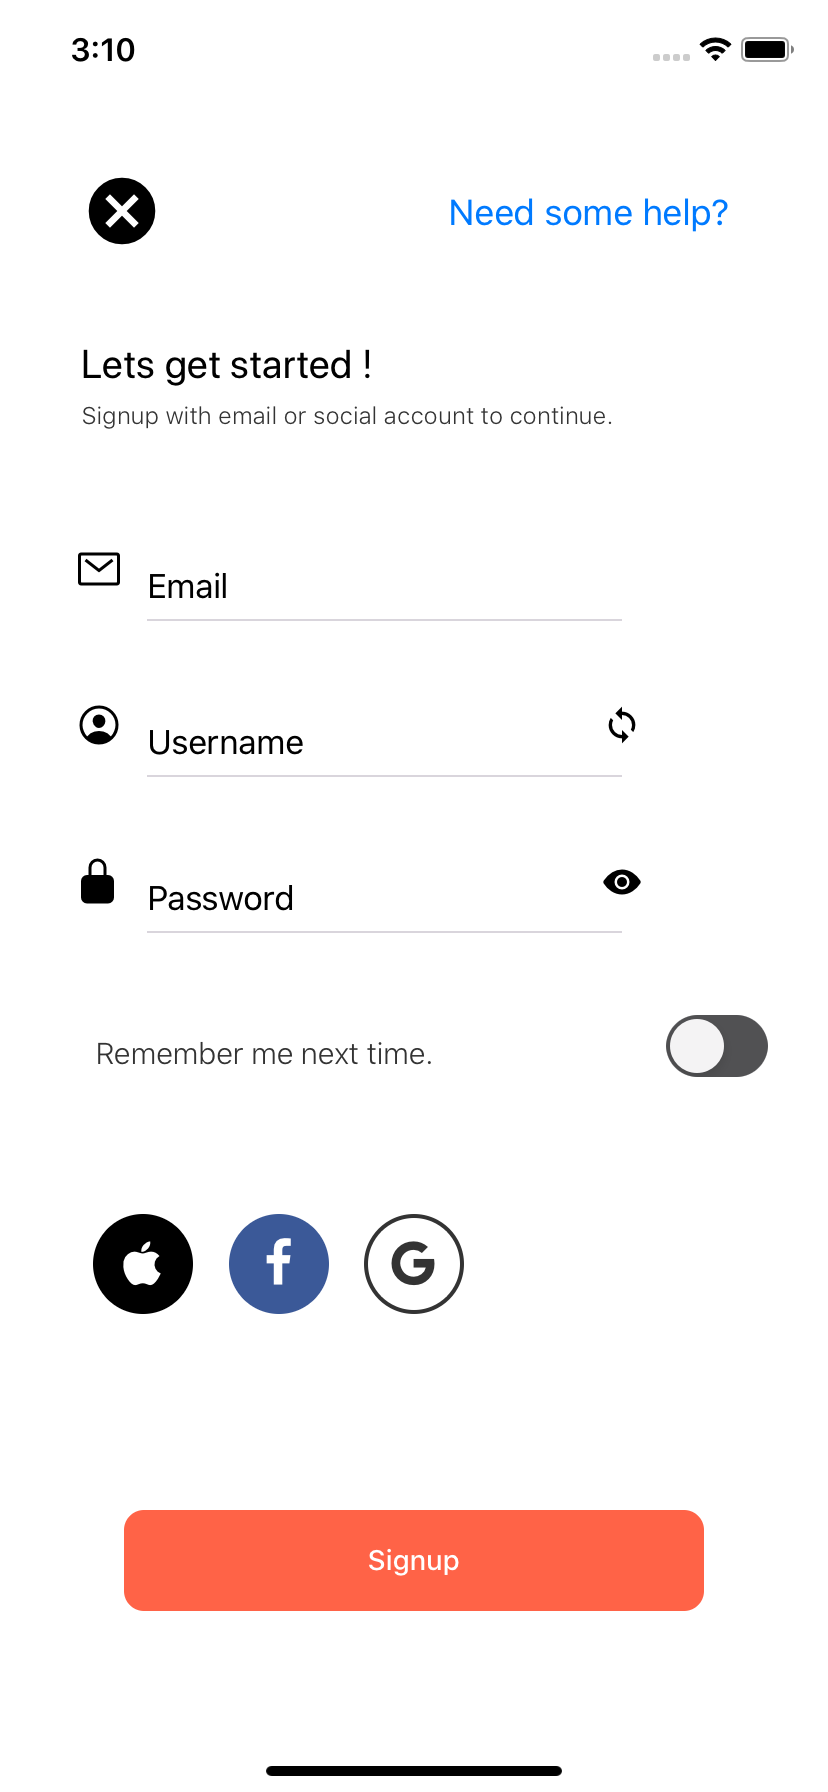 3:10
Need some help?
Lets get started !
Signup with email or social account to continue.
Email
Username
Password
Remember me next time.
Signup